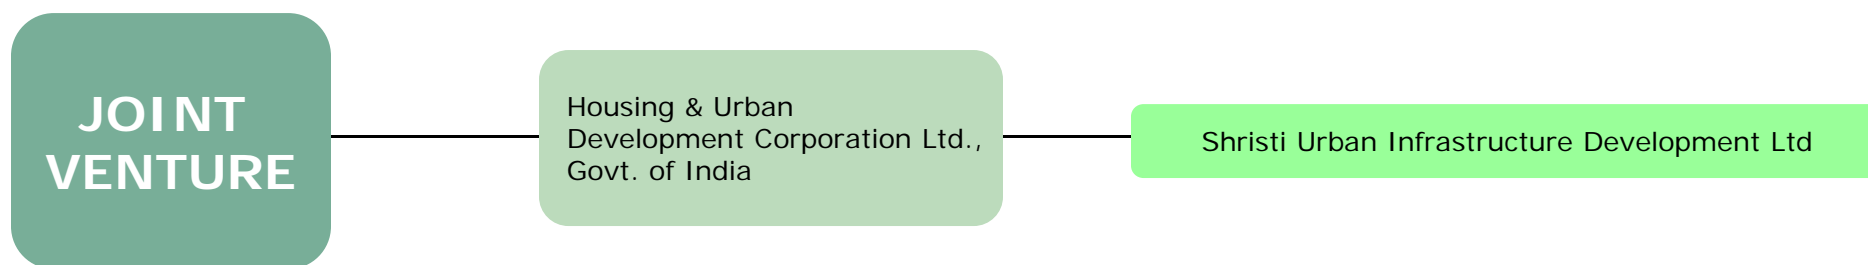 JOINT
VENTURE
Housing & Urban
Development Corporation Ltd.,
Govt. of India
Shristi Urban Infrastructure Development Ltd